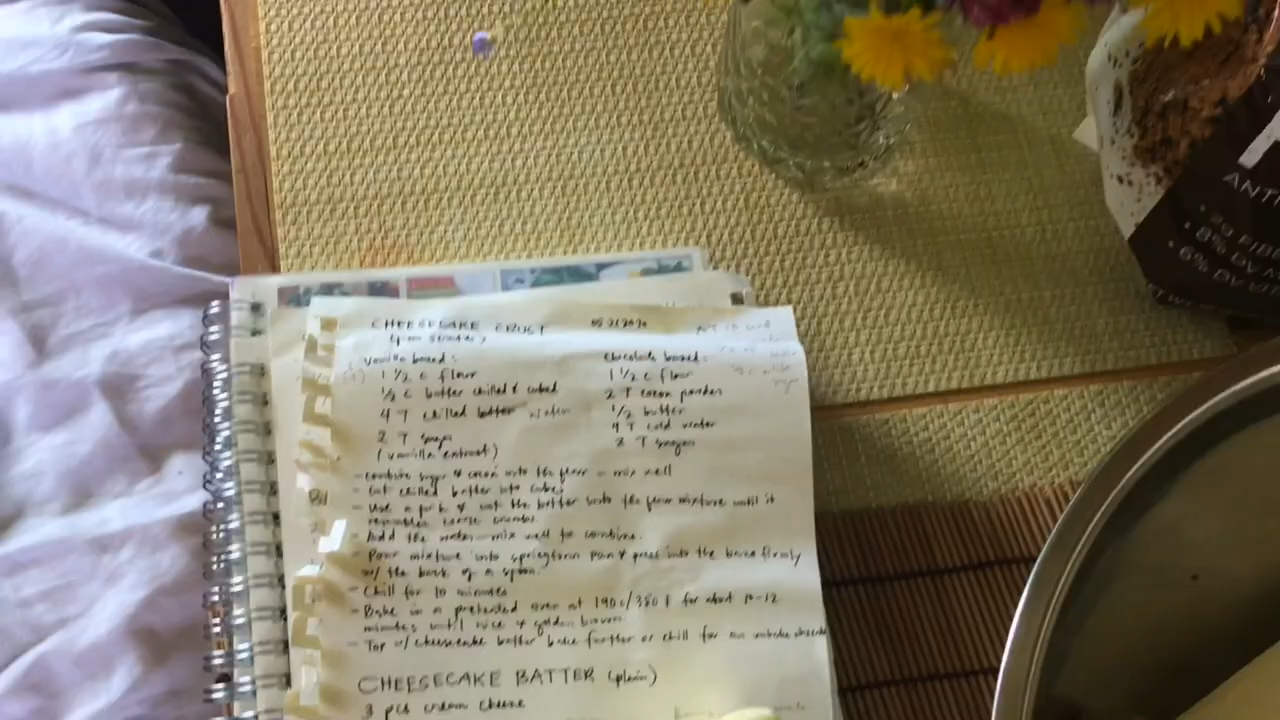 CHEESECAKE CRUST
vanilla based:
1 1/2 c flour
1/2 c butter chilled & cubed
4 T chilled water
2 T sugar
(vanilla extract)
chocolate based:
1 1/2 c flour
2 T cocoa powder
1/2 butter
4 T cold water
3 T sugar
- combine sugar & cocoa into the flour - mix well
- Cut chilled butter into cubes
- Use a fork & cut the butter into the flour mixture until it
resembles coarse crumbs.
- Add the water - mix well to combine.
- Pour mixture into springform pan & press into the base firmly
w/ the back of a spoon.
- Chill for 10 minutes
- Bake in a preheated oven at 190c/350 F for about 10-12
minutes until nice & golden brown
- Top w/ cheesecake batter bake further or chill for
CHEESECAKE BATTER (plain)
3 pcs cream cheese
ANTI